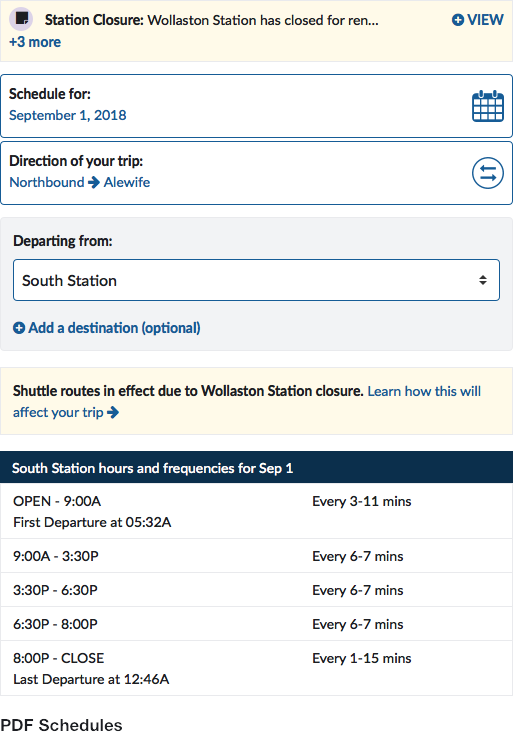 Station Closure: Wollaston Station has closed for ren...
VIEW
+3 more
Schedule for:
September 1, 2018
Direction of your trip:
Northbound → Alewife
Departing from:
South Station
Add a destination (optional)
Shuttle routes in effect due to Wollaston Station closure. Learn how this will
affect your trip →
South Station hours and frequencies for Sep 1
OPEN - 9:00A Every 3-11 mins
First Departure at 05:32A
9:00A - 3:30P Every 6-7 mins
3:30P - 6:30P Every 6-7 mins
6:30P - 8:00P Every 6-7 mins
8:00P - CLOSE Every 1-15 mins
Last Departure at 12:46A
PDF Schedules